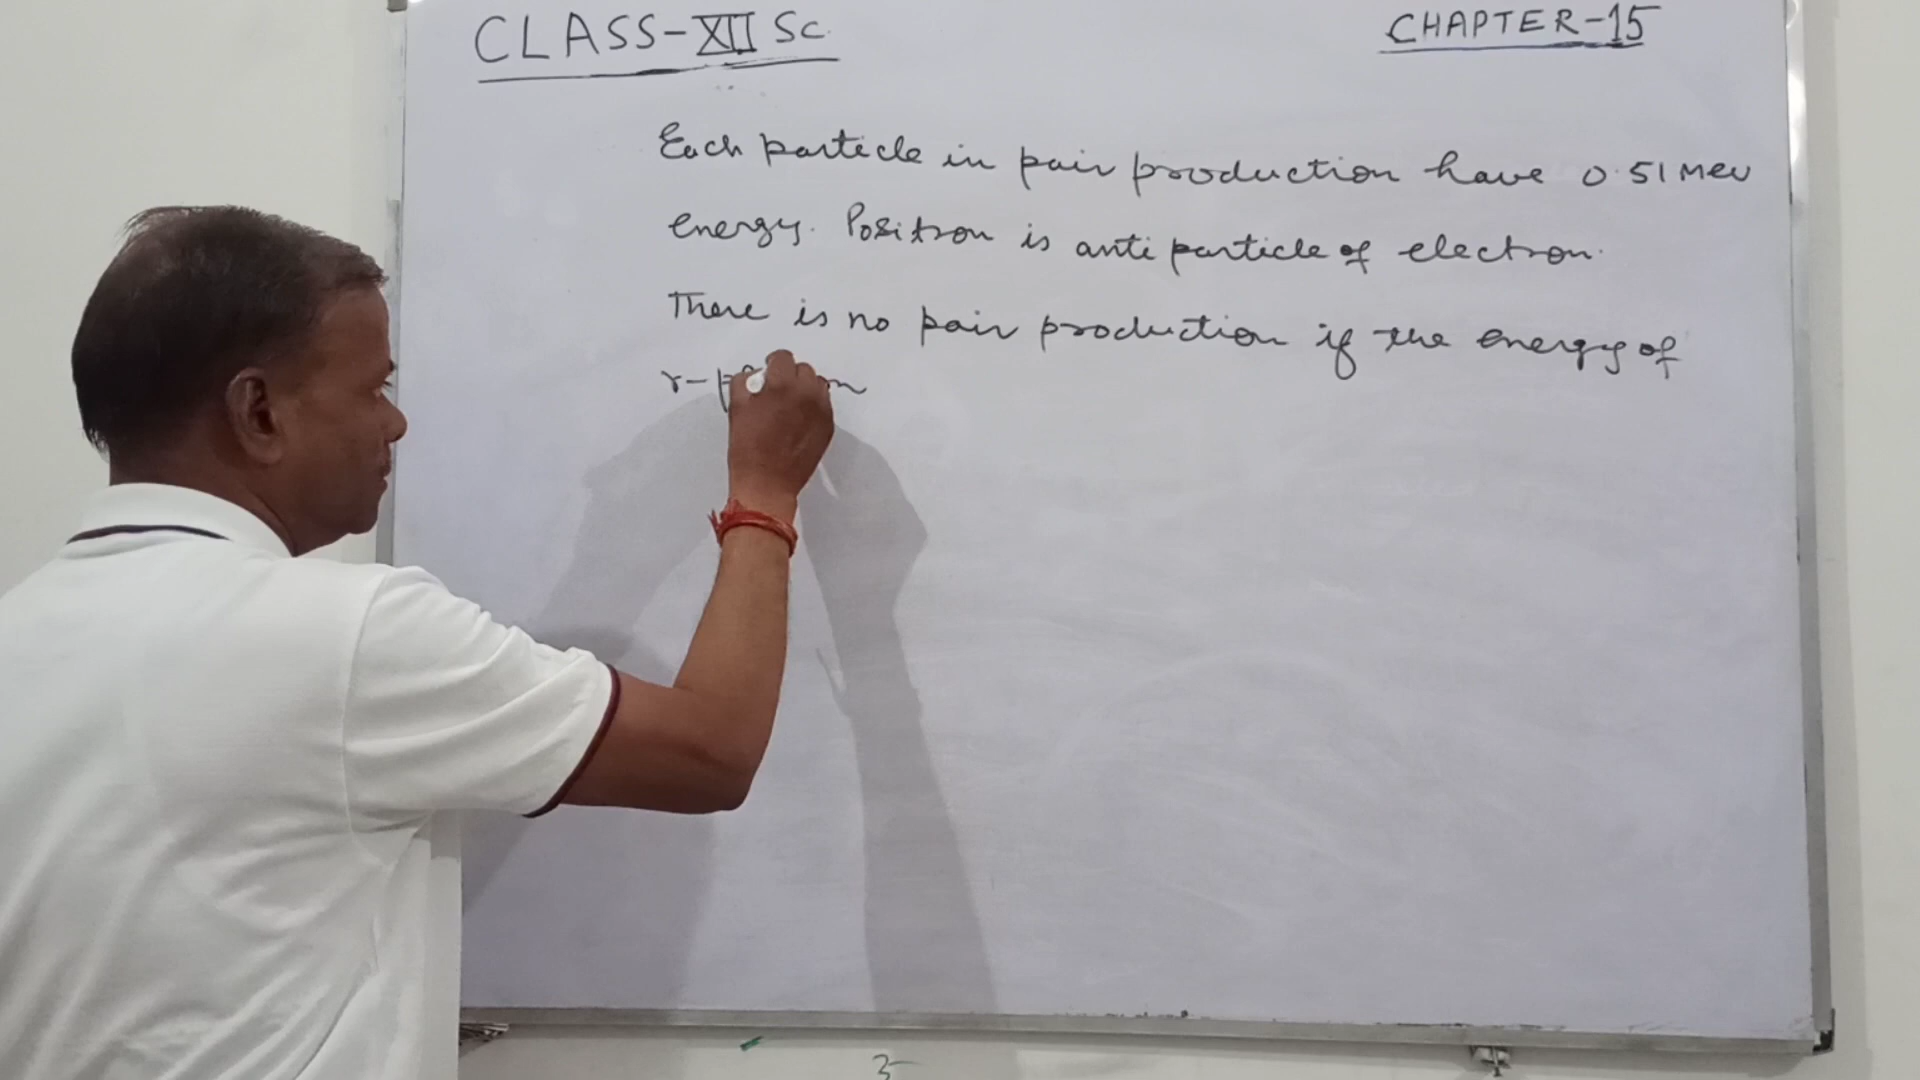 CLASS-XII Sc.
CHAPTER-15
Each particle in pair production have 0.51 Mev
energy. Positron is anti particle of electron.
There is no pair production if the energy of
γ-
3